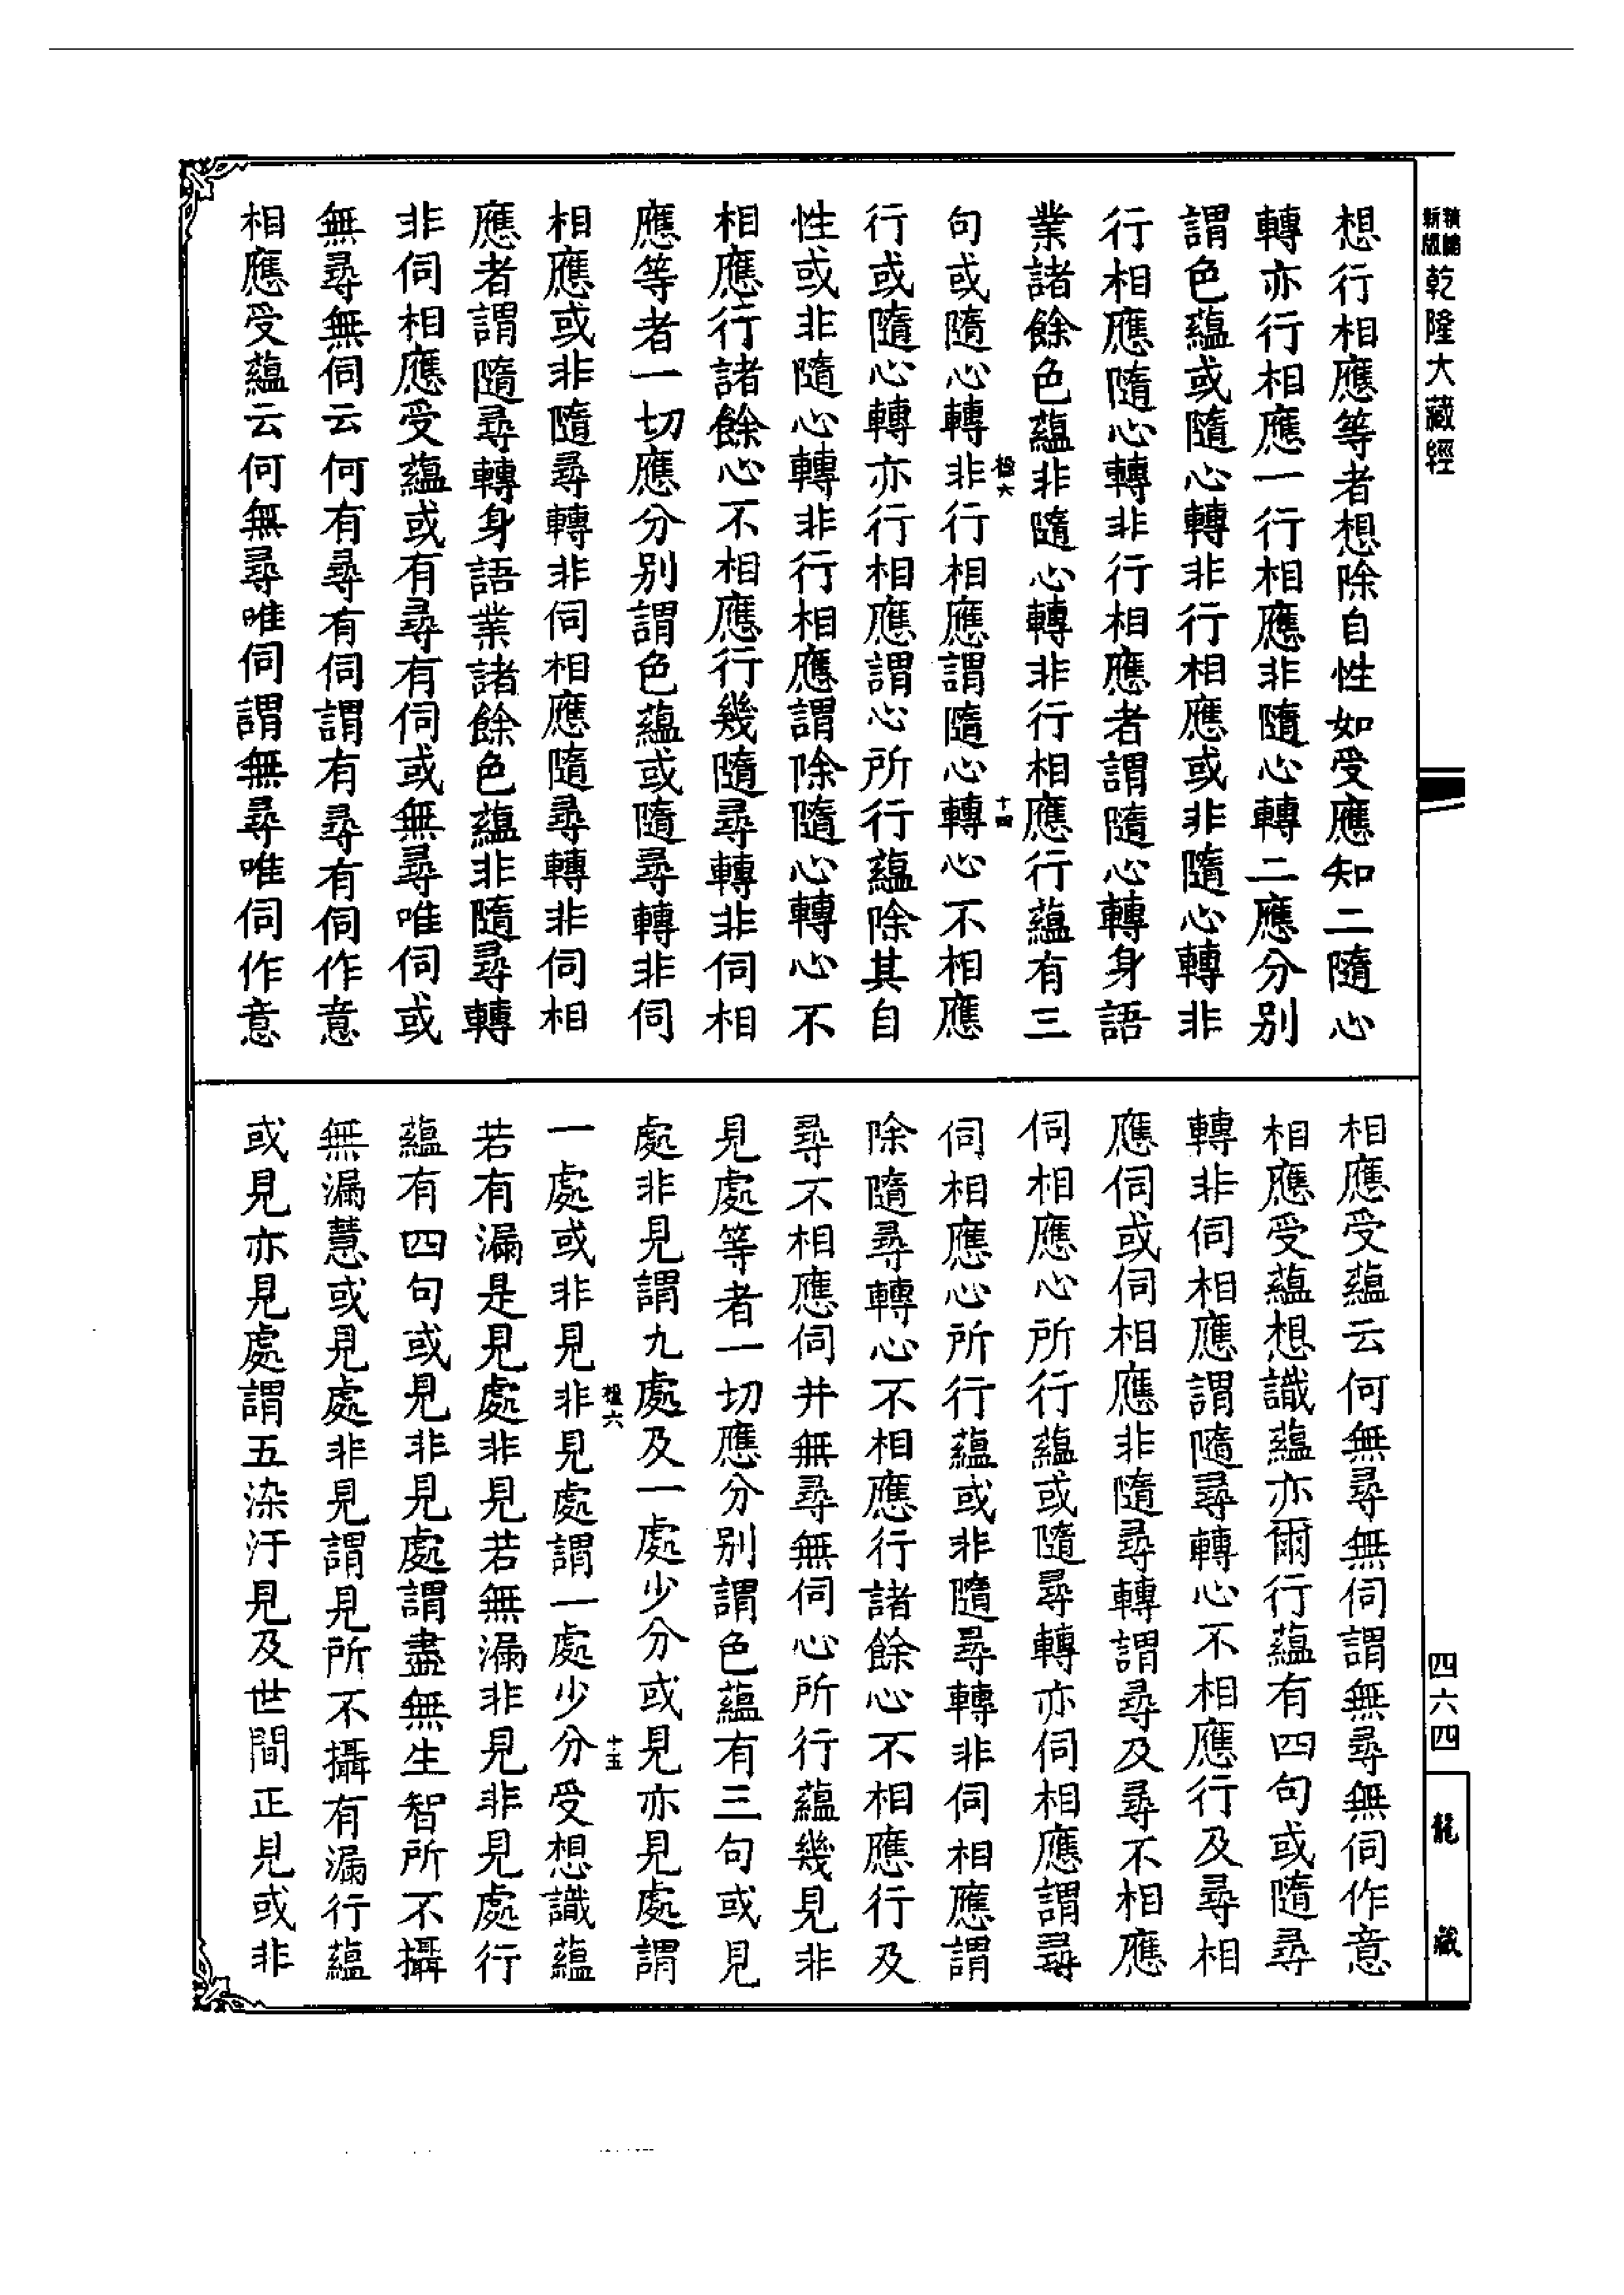 精編
新版
乾隆大藏經
想行相應等者想除自性如受應知二隨心
轉亦行相應一行相應非隨心轉二應分別
謂色蘊或隨心轉非行相應或非隨心轉非
行相應隨心轉非行相應者謂隨心轉身語
業諸餘色蘊非隨心轉非行相應行蘊有三
句或隨心轉非行相應謂隨心轉心不相應
行或隨心轉亦行相應謂心所行蘊除其自
性或非隨心轉非行相應謂除隨心轉心不
相應行諸餘心不相應行幾隨尋轉非伺相
應等者一切應分別謂色蘊或隨尋轉非伺
相應或非隨尋轉非伺相應隨尋轉非伺相
應者謂隨尋轉身語業諸餘色蘊非隨尋轉
非伺相應受蘊或有尋有伺或無尋唯伺或
無尋無伺云何有尋有伺謂有尋有伺作意
相應受蘊云何無尋唯伺謂無尋唯伺作意
相應受蘊云何無尋無伺謂無尋無伺作意
相應受蘊想識蘊亦爾行蘊有四句或隨尋
轉非伺相應謂隨尋轉心不相應行及尋相
應伺或伺相應非隨尋轉謂尋及尋不相應
伺相應心所行蘊或隨尋轉亦伺相應謂尋
伺相應心所行蘊或非隨尋轉非伺相應謂
除隨尋轉心不相應行諸餘心不相應行及
尋不相應伺并無尋無伺心所行蘊幾見非
見處等者一切應分別謂色蘊有三句或見
處非見謂九處及一處少分或見亦見處謂
一處或非見非見處謂一處少分受想識蘊
若有漏是見處非見若無漏非見非見處行
蘊有四句或見非見處謂盡無生智所不攝
無漏慧或見處非見謂見所不攝有漏行蘊
或見亦見處謂五染汙見及世間正見或非
六
十四
六
十五
四六四
龍藏